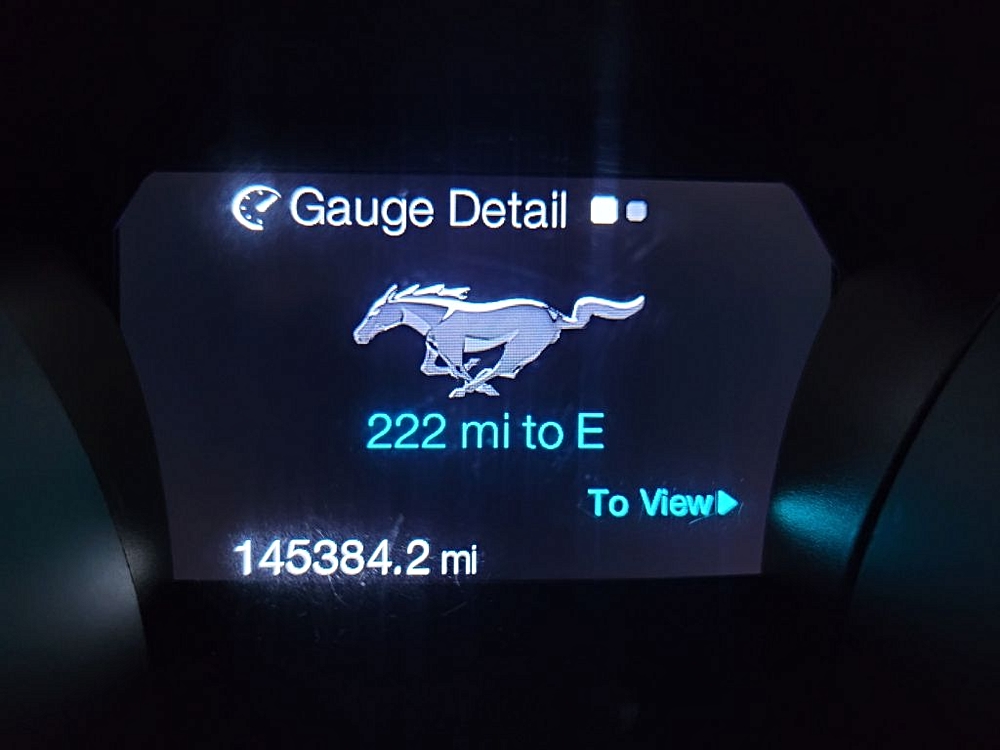 Gauge Detail
222 mi to E
To View
145384.2 mi